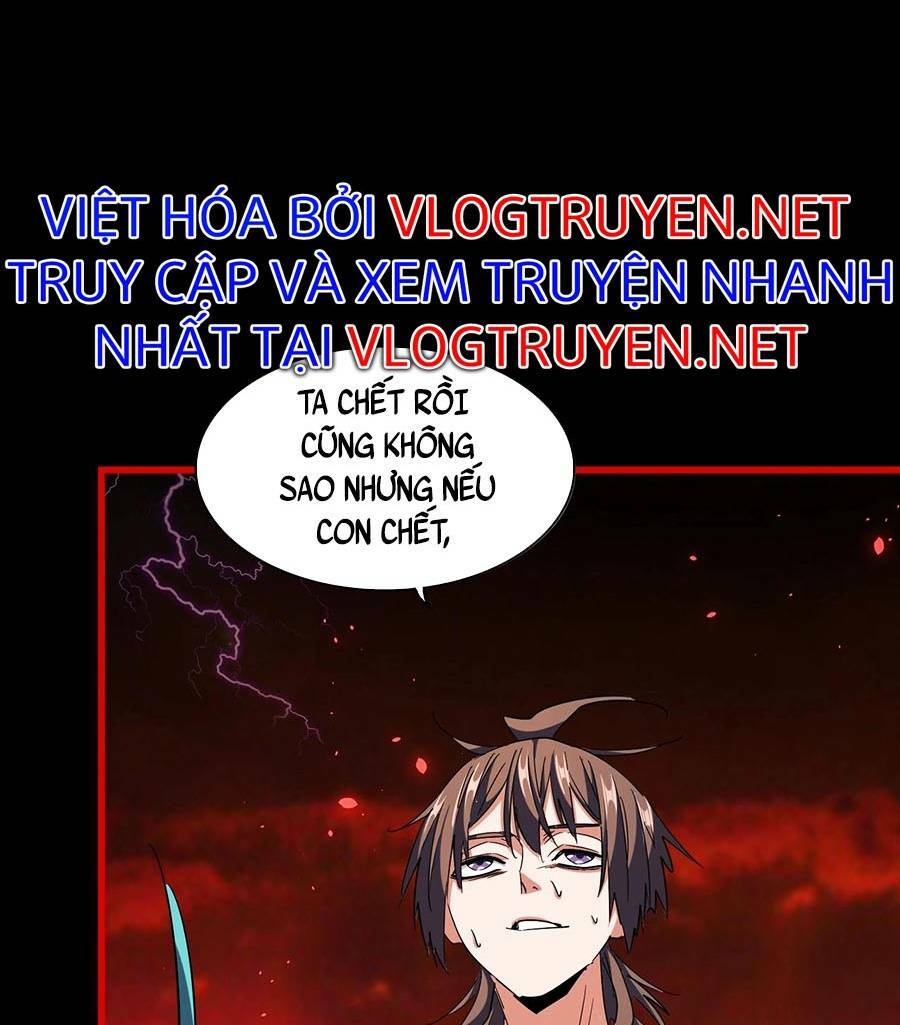 VIỆT HÓA BỞI VLOGTRUYEN.NET
TRUY CẬP VÀ XEM TRUYỆN NHANH
NHẤT TẠI VLOGTRUYEN.NET
TA CHẾT RỒI
CŨNG KHÔNG
SAO NHƯNG NẾU
CON CHẾT,